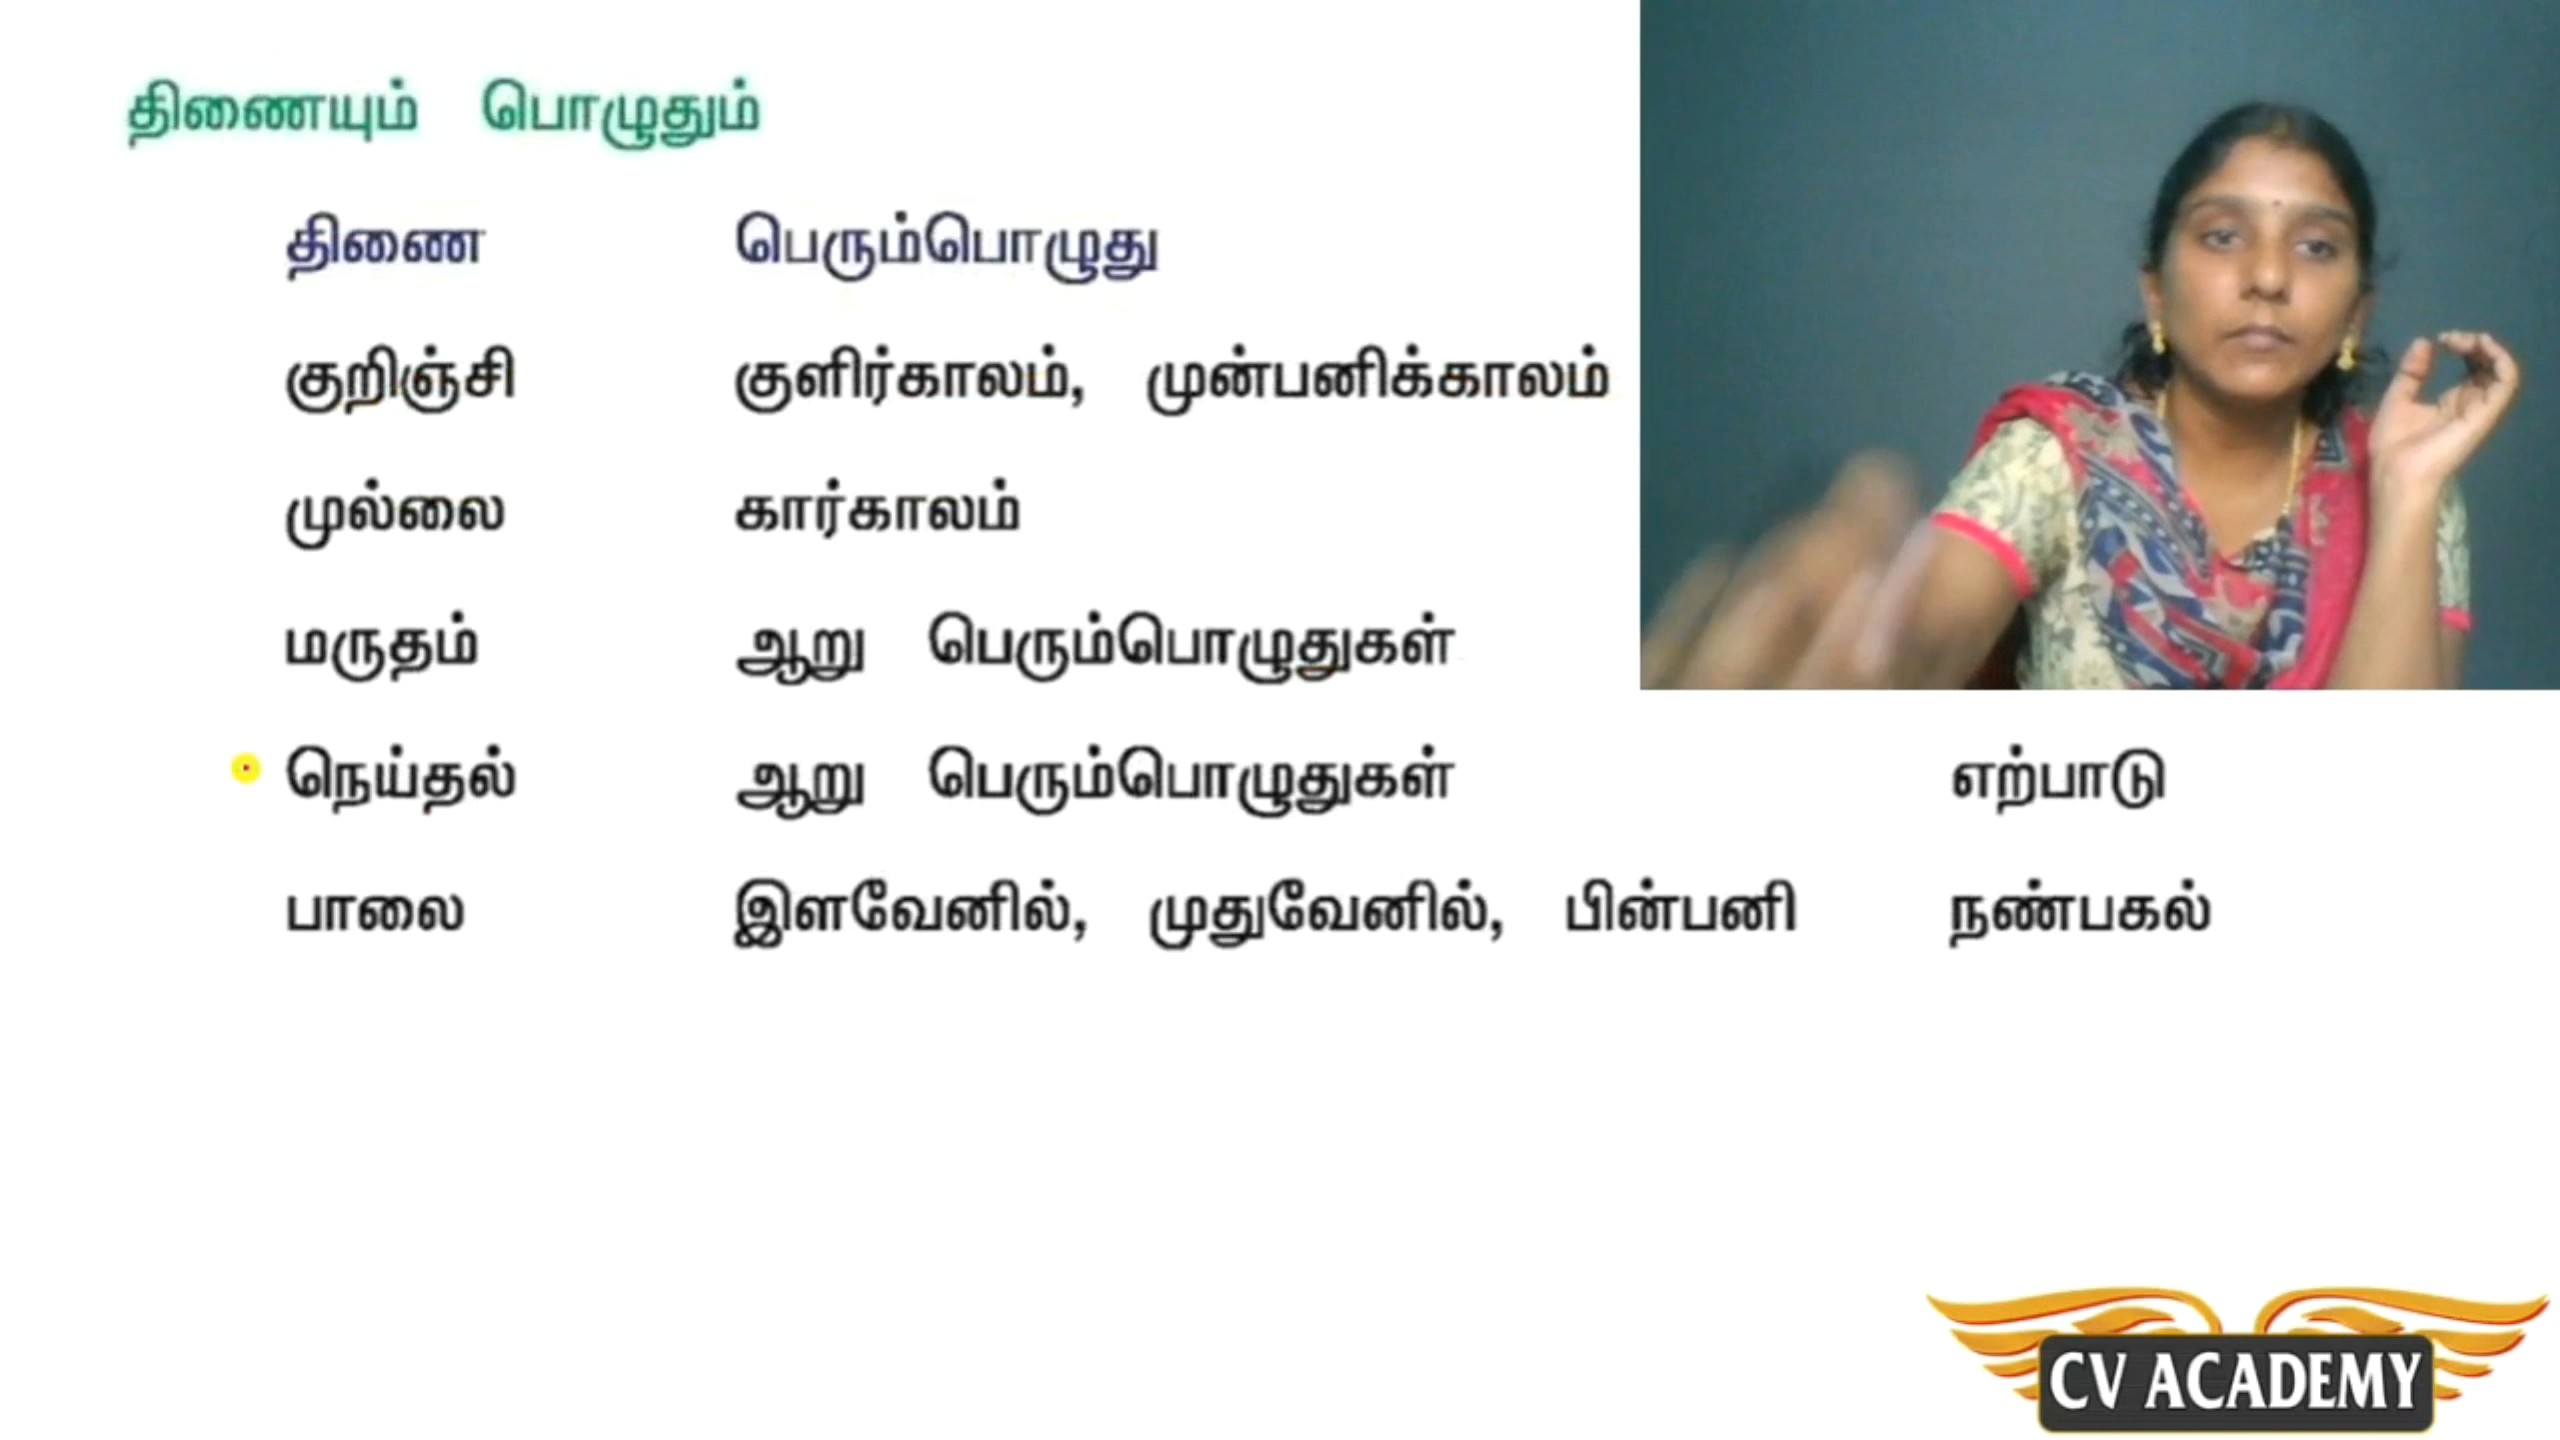 திணையும் பொழுதும்
திணை பெரும்பொழுது
குறிஞ்சி குளிர்காலம், முன்பனிக்காலம்
முல்லை கார்காலம்
மருதம் ஆறு பெரும்பொழுதுகள்
நெய்தல் ஆறு பெரும்பொழுதுகள் எற்பாடு
பாலை இளவேனில், முதுவேனில், பின்பனி நண்பகல்
CV ACADEMY